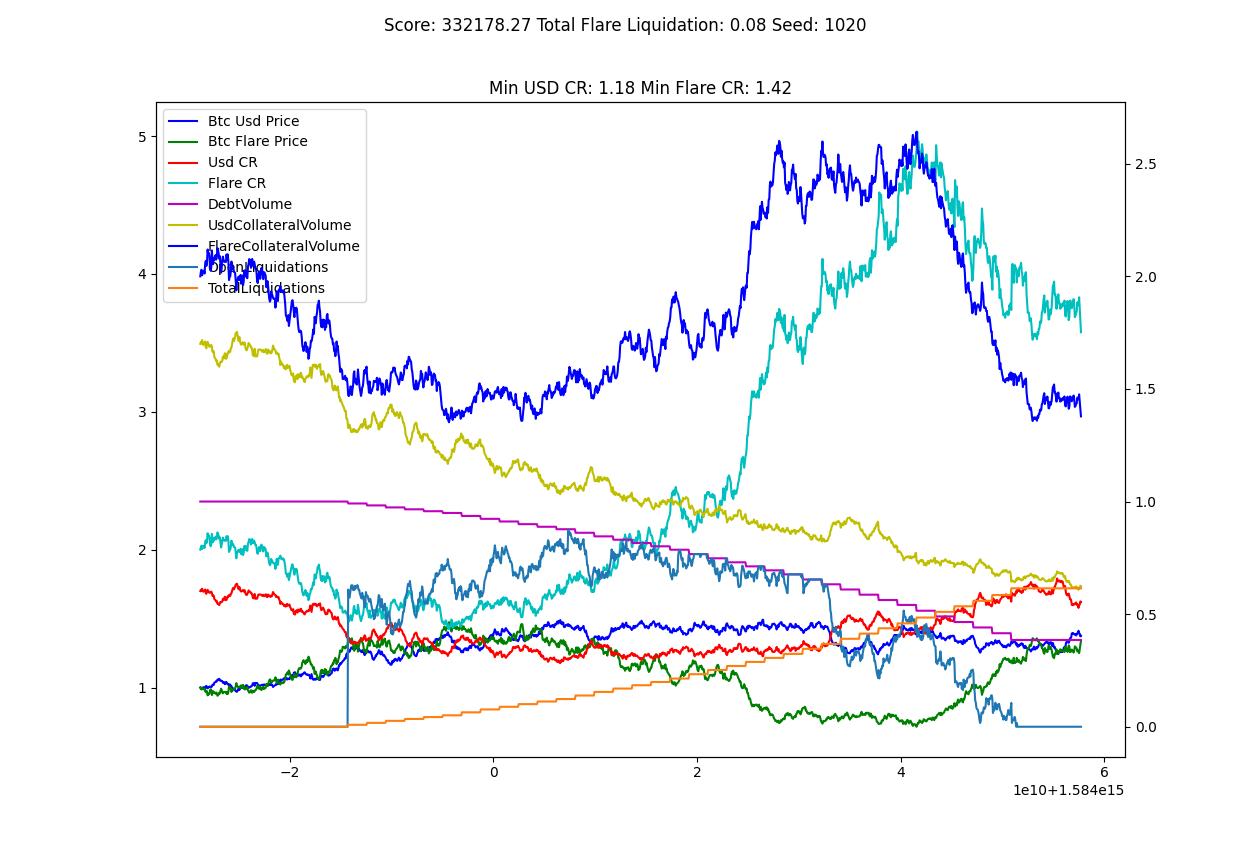 Score: 332178.27 Total Flare Liquidation: 0.08 Seed: 1020
Min USD CR: 1.18 Min Flare CR: 1.42
Btc Usd Price
Btc Flare Price
Usd CR
Flare CR
DebtVolume
UsdCollateralVolume
FlareCollateralVolume
OpenLiquidations
TotalLiquidations
5
4
3
2
1
2.5
2.0
1.5
1.0
0.5
0.0
−2
0
2
4
6
1e10+1.584e15